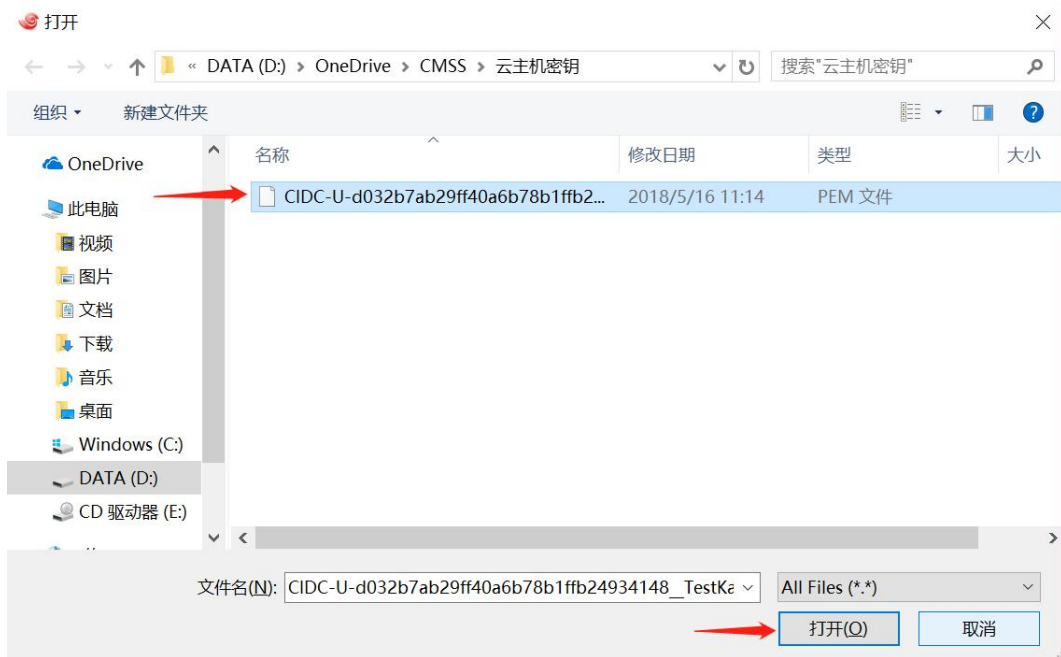 打开
« DATA (D:) › OneDrive › CMSS › 云主机密钥
搜索"云主机密钥"
组织 新建文件夹
名称 修改日期 类型 大小
CIDC-U-d032b7ab29ff40a6b78b1ffb2... 2018/5/16 11:14 PEM 文件
OneDrive
此电脑
视频
图片
文档
下载
音乐
桌面
Windows (C:)
DATA (D:)
CD 驱动器 (E:)
文件名(N): CIDC-U-d032b7ab29ff40a6b78b1ffb24934148__TestKa
All Files (*.*)
打开(O) 取消